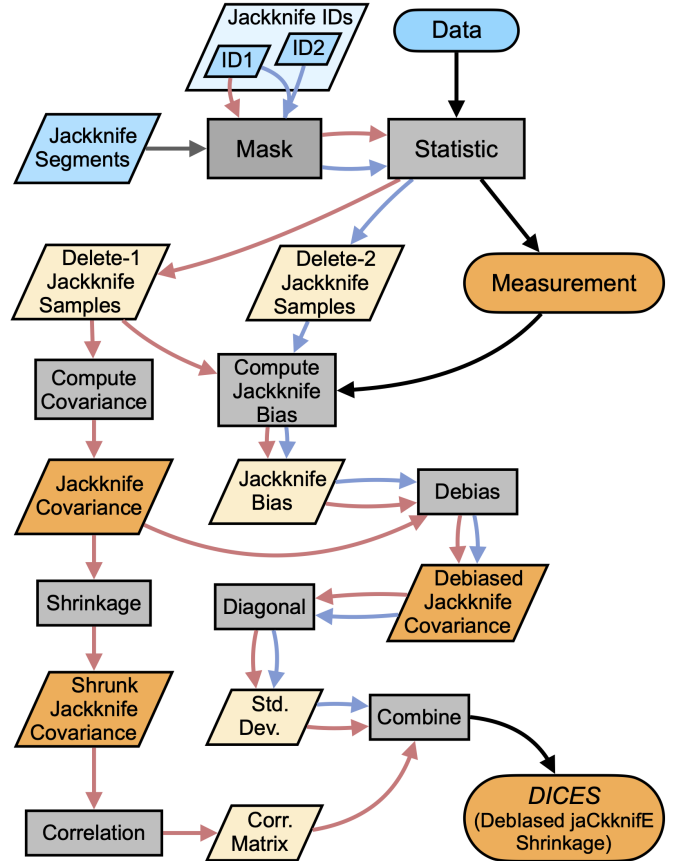 Jackknife IDs
ID1
ID2
Data
Jackknife
Segments
Mask
Statistic
Delete-1
Jackknife
Samples
Delete-2
Jackknife
Samples
Measurement
Compute
Covariance
Compute
Jackknife
Bias
Jackknife
Covariance
Jackknife
Bias
Debias
Shrinkage
Diagonal
Debiased
Jackknife
Covariance
Shrunk
Jackknife
Covariance
Std.
Dev.
Combine
Correlation
Corr.
Matrix
DICES
(DebIased jaCkknifE
Shrinkage)